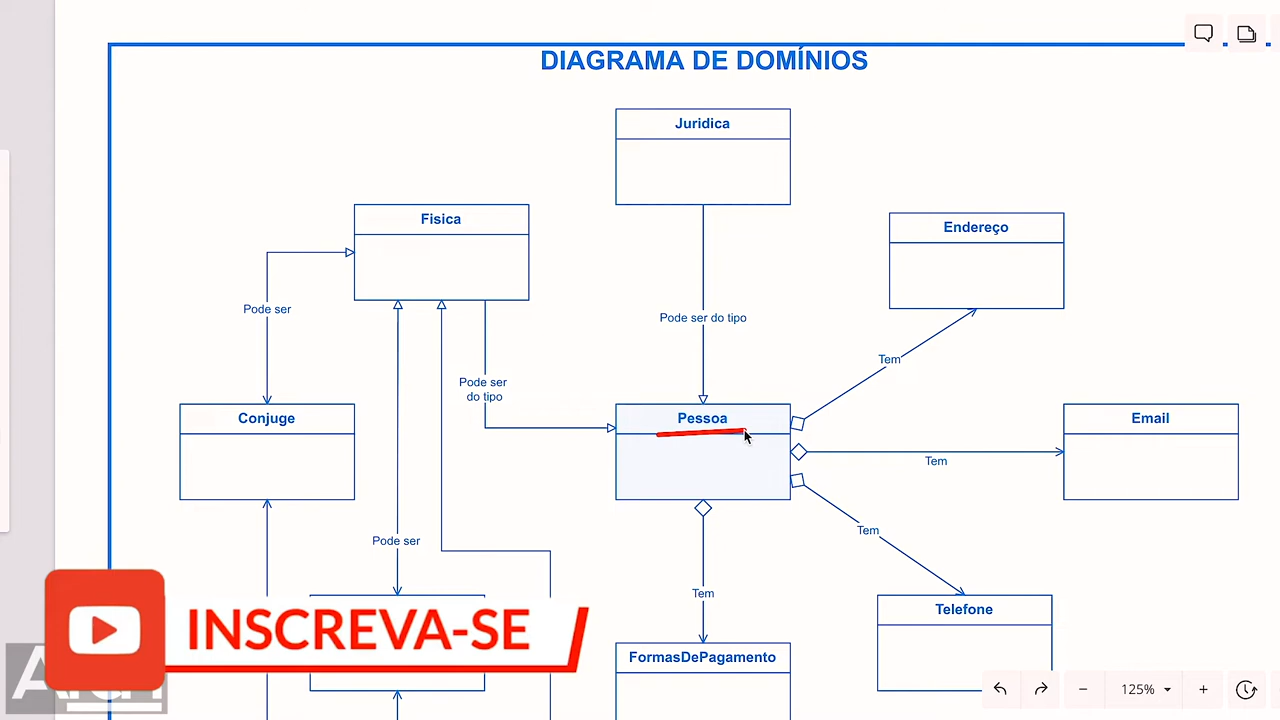 DIAGRAMA DE DOMÍNIOS
Juridica
Fisica
Endereço
Pode ser
Pode ser do tipo
Tem
Pode ser
do tipo
Conjuge
Pessoa
Email
Tem
Tem
Pode ser
Tem
Telefone
INSCREVA-SE
FormasDePagamento
125%